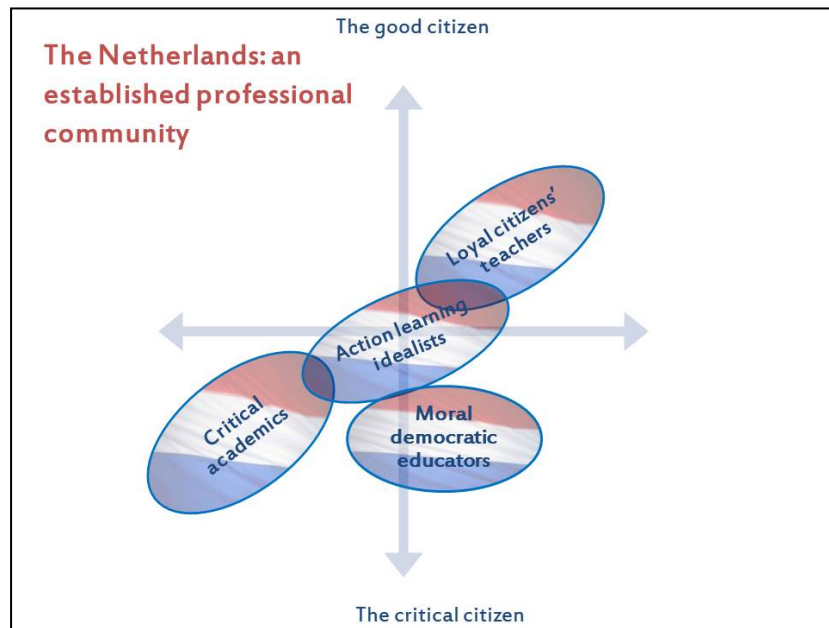 The good citizen
The Netherlands: an
established professional
community
Loyal citizens'
teachers
Action learning
idealists
Critical
academics
Moral
democratic
educators
The critical citizen